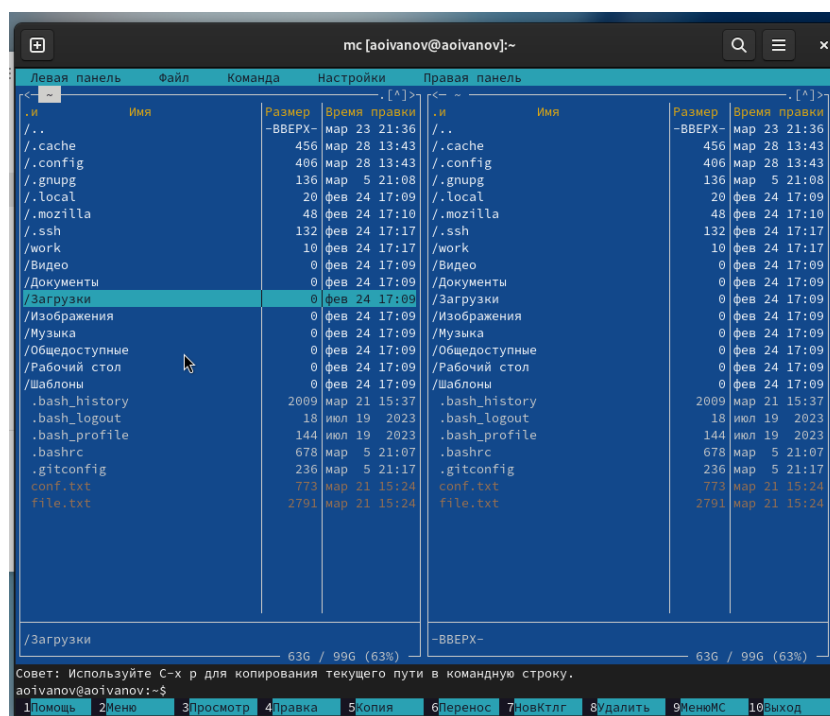 mc [aoivanov@aoivanov]:~
Левая панель Файл Команда Настройки Правая панель
<— ~ .[^]> <— ~ .[^]>
.и Имя Размер Время правки .и Имя Размер Время правки
/.. -ВВЕРХ- мар 23 21:36 /.. -ВВЕРХ- мар 23 21:36
/.cache 456 мар 28 13:43 /.cache 456 мар 28 13:43
/.config 406 мар 28 13:43 /.config 406 мар 28 13:43
/.gnupg 136 мар 5 21:08 /.gnupg 136 мар 5 21:08
/.local 20 фев 24 17:09 /.local 20 фев 24 17:09
/.mozilla 48 фев 24 17:10 /.mozilla 48 фев 24 17:10
/.ssh 132 фев 24 17:17 /.ssh 132 фев 24 17:17
/work 10 фев 24 17:17 /work 10 фев 24 17:17
/Видео 0 фев 24 17:09 /Видео 0 фев 24 17:09
/Документы 0 фев 24 17:09 /Документы 0 фев 24 17:09
/Загрузки 0 фев 24 17:09 /Загрузки 0 фев 24 17:09
/Изображения 0 фев 24 17:09 /Изображения 0 фев 24 17:09
/Музыка 0 фев 24 17:09 /Музыка 0 фев 24 17:09
/Общедоступные 0 фев 24 17:09 /Общедоступные 0 фев 24 17:09
/Рабочий стол 0 фев 24 17:09 /Рабочий стол 0 фев 24 17:09
/Шаблоны 0 фев 24 17:09 /Шаблоны 0 фев 24 17:09
.bash_history 2009 мар 21 15:37 .bash_history 2009 мар 21 15:37
.bash_logout 18 июл 19 2023 .bash_logout 18 июл 19 2023
.bash_profile 144 июл 19 2023 .bash_profile 144 июл 19 2023
.bashrc 678 мар 5 21:07 .bashrc 678 мар 5 21:07
.gitconfig 236 мар 5 21:17 .gitconfig 236 мар 5 21:17
conf.txt 773 мар 21 15:24 conf.txt 773 мар 21 15:24
file.txt 2791 мар 21 15:24 file.txt 2791 мар 21 15:24
/Загрузки -ВВЕРХ-
63G / 99G (63%) 63G / 99G (63%)
Совет: Используйте C-x p для копирования текущего пути в командную строку.
aoivanov@aoivanov:~$
1Помощь 2Меню 3Просмотр 4Правка 5Копия 6Перенос 7НовКтлг 8Удалить 9МенюMC 10Выход